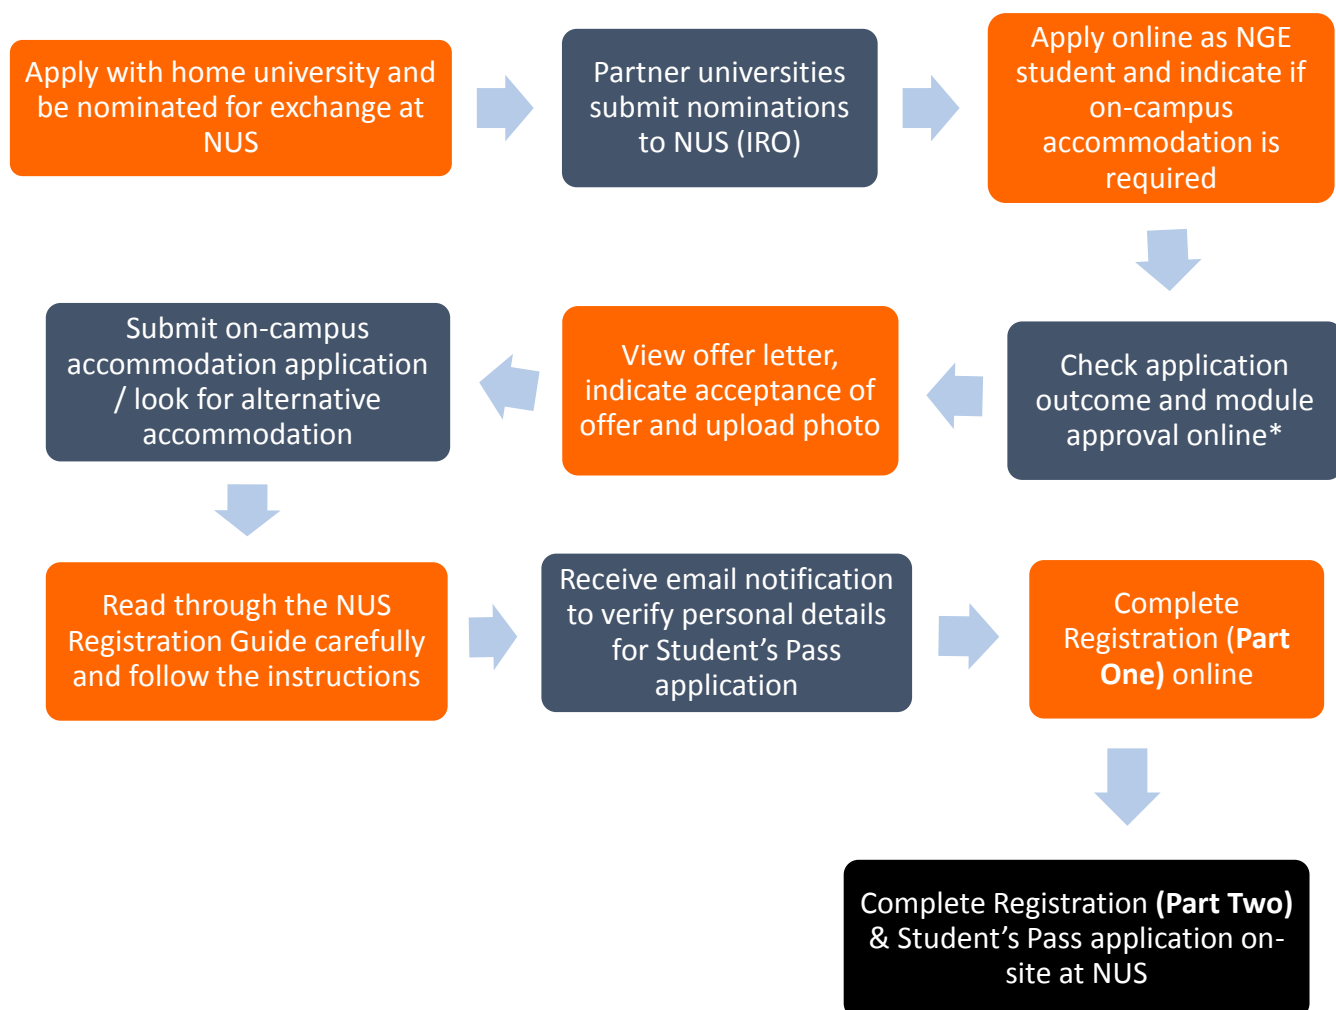 Apply with home university and
be nominated for exchange at
NUS
Partner universities
submit nominations
to NUS (IRO)
Apply online as NGE
student and indicate if
on-campus
accommodation is
required
Check application
outcome and module
approval online*
View offer letter,
indicate acceptance of
offer and upload photo
Submit on-campus
accommodation application
/ look for alternative
accommodation
Read through the NUS
Registration Guide carefully
and follow the instructions
Receive email notification
to verify personal details
for Student’s Pass
application
Complete
Registration (Part
One) online
Complete Registration (Part Two)
& Student’s Pass application on-
site at NUS